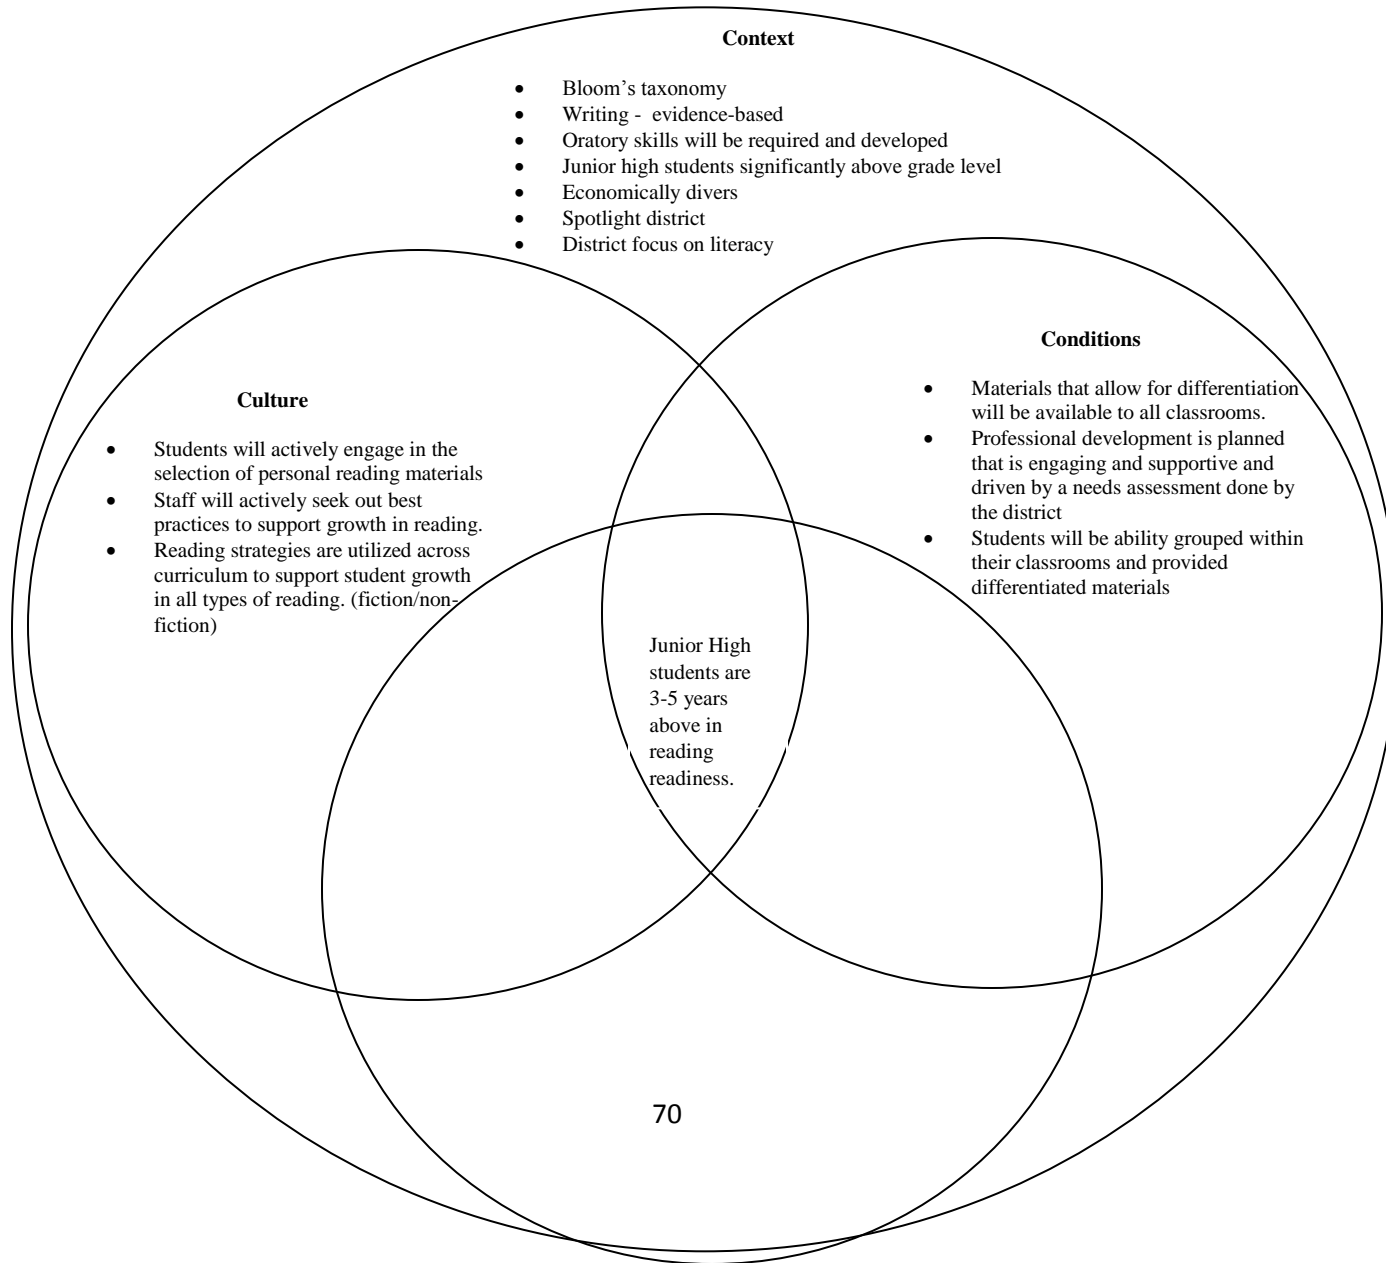 Context
• Bloom's taxonomy
• Writing -  evidence-based
• Oratory skills will be required and developed
• Junior high students significantly above grade level
• Economically divers
• Spotlight district
• District focus on literacy
Culture
• Students will actively engage in the
selection of personal reading materials
• Staff will actively seek out best
practices to support growth in reading.
• Reading strategies are utilized across
curriculum to support student growth
in all types of reading. (fiction/non-
fiction)
Conditions
• Materials that allow for differentiation
will be available to all classrooms.
• Professional development is planned
that is engaging and supportive and
driven by a needs assessment done by
the district
• Students will be ability grouped within
their classrooms and provided
differentiated materials
Junior High
students are
3-5 years
above in
reading
readiness.
70